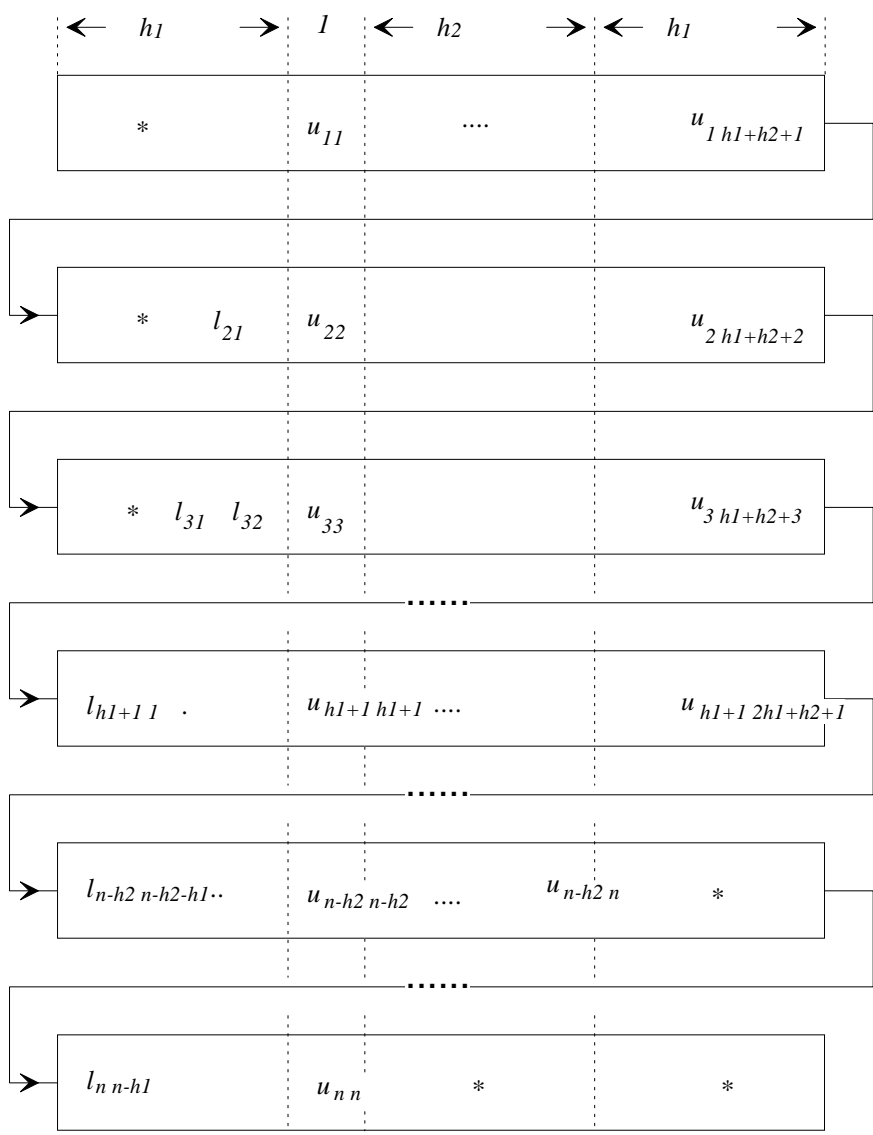 h1 1 h2 h1
* u11 .... u1 h1+h2+1
* l21 u22 u2 h1+h2+2
* l31 l32 u33 u3 h1+h2+3
......
lh1+1 1 . uh1+1 h1+1 .... uh1+1 2h1+h2+1
......
ln-h2 n-h2-h1.. un-h2 n-h2 .... un-h2 n *
......
ln n-h1 un n * *